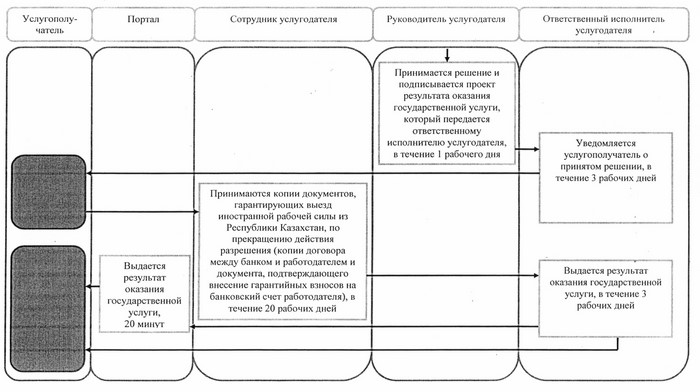 Услугополу-
чатель
Портал
Сотрудник услугодателя
Руководитель услугодателя
Ответственный исполнитель
услугодателя
Принимается решение и
подписывается проект
результата оказания
государственной услуги,
который передается
ответственному
исполнителю услугодателя,
в течение 1 рабочего дня
Уведомляется
услугополучатель о
принятом решении, в
течение 3 рабочих дней
Принимаются копии документов,
гарантирующих выезд
иностранной рабочей силы из
Республики Казахстан, по
прекращению действия
разрешения (копии договора
между банком и работодателем и
документа, подтверждающего
внесение гарантийных взносов на
банковский счет работодателя), в
течение 20 рабочих дней
Выдается
результат
оказания
государственной
услуги,
20 минут
Выдается результат
оказания государственной
услуги, в течение 3
рабочих дней